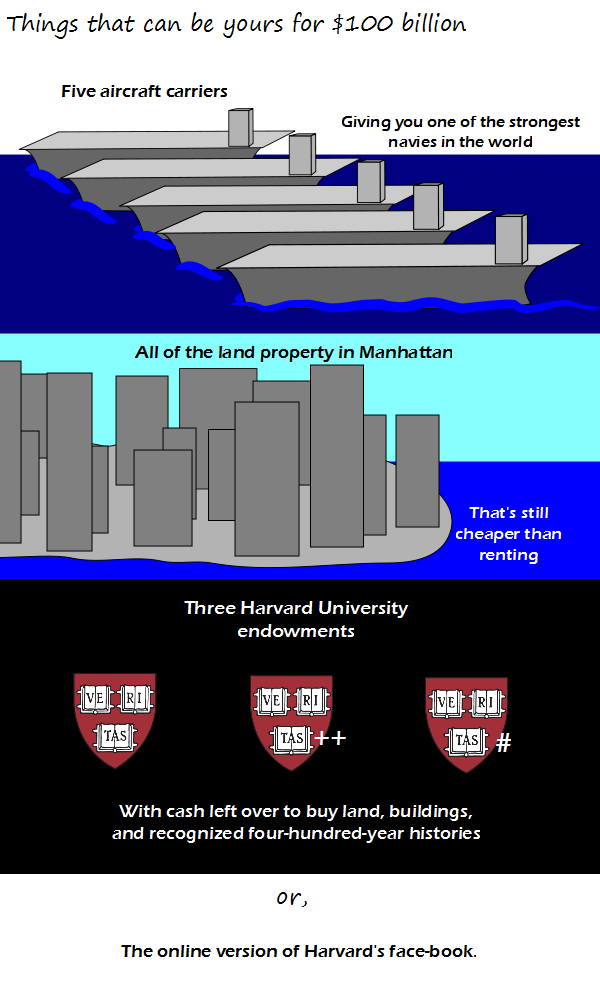 Things that can be yours for $100 billion
Five aircraft carriers
Giving you one of the strongest
navies in the world
All of the land property in Manhattan
That's still
cheaper than
renting
Three Harvard University
endowments
VE RI
TAS
VE RI
TAS++
VE RI
TAS#
With cash left over to buy land, buildings,
and recognized four-hundred-year histories
or,
The online version of Harvard's face-book.